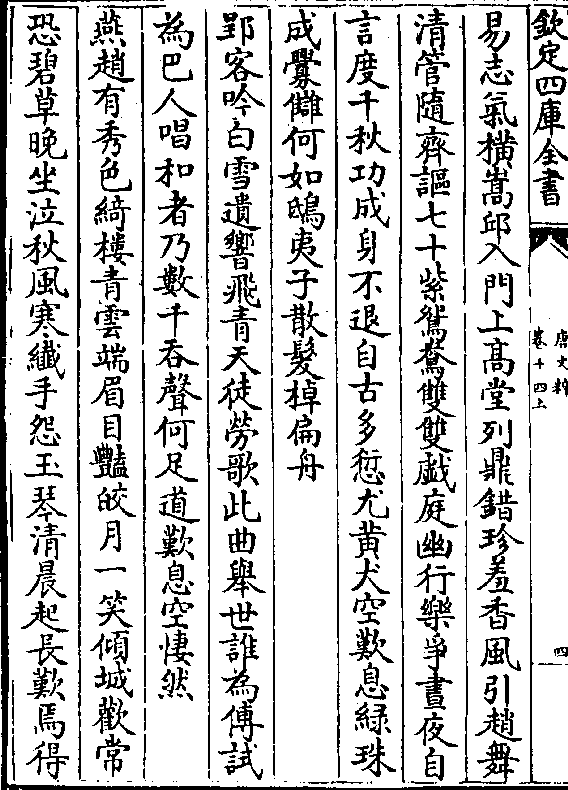 欽定四庫全書
唐文粹
卷十四上
四
易志氣橫嵩邱入門上髙堂列鼎錯珍羞香風引趙舞
清管隨齊謳七十紫鴛鴦雙雙戯庭幽行樂爭晝夜自
言度千秋功成身不退自古多愆尤黄犬空歎息緑珠
成釁讎何如鴟夷子散髮棹扁舟
郢客吟白雪遺響飛青天徒勞歌此曲舉世誰為傅試
為巴人唱和者乃數千吞聲何足道歎息空悽然
燕趙有秀色綺樓青雲端眉目豔皎月一笑傾城歡常
恐碧草晚坐泣秋風寒纎手怨玉琴清晨起長歎焉得